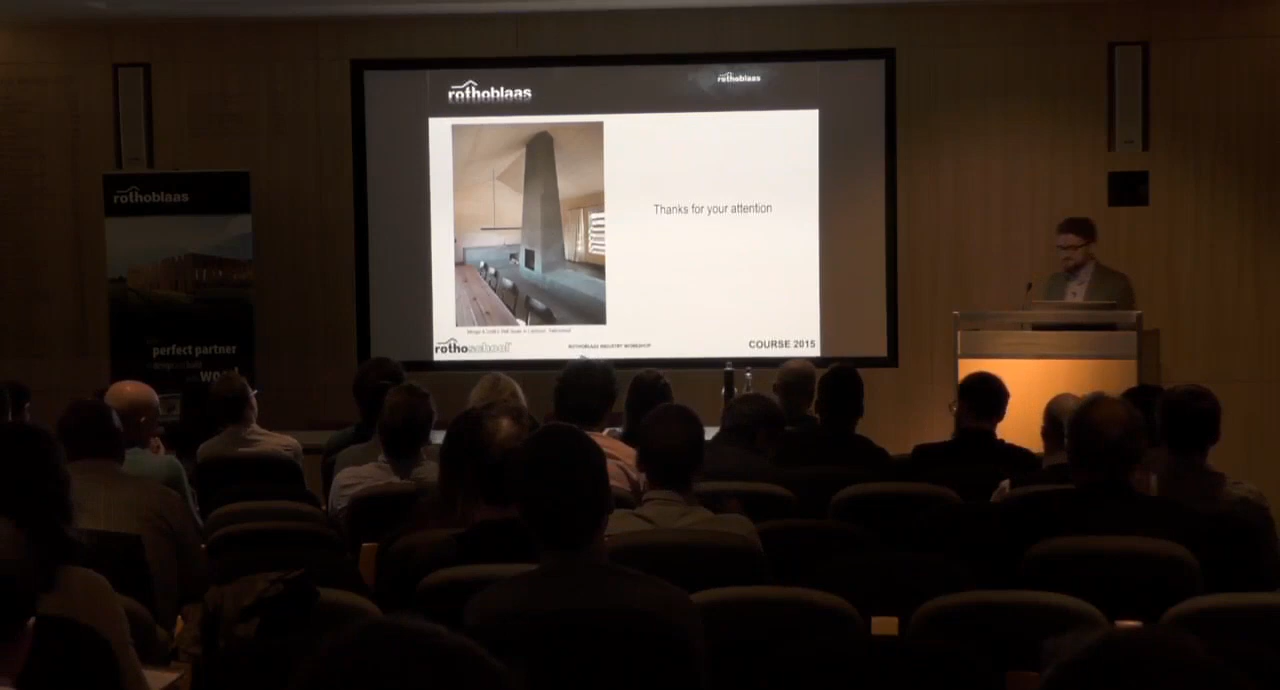 rothoblaas
rothoblaas
Thanks for your attention
rothoschool
ROTHOBLAAS INDUSTRY WORKSHOP
COURSE 2015
rothoblaas
perfect partner